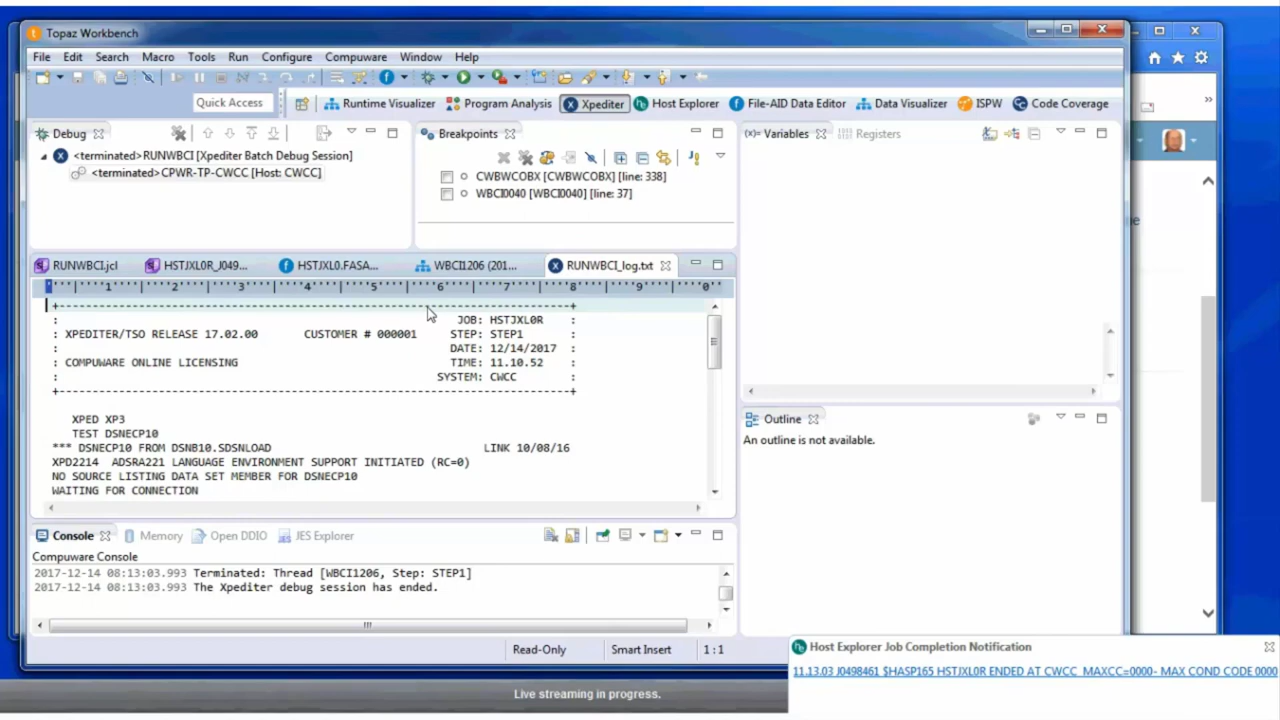 Topaz Workbench
File Edit Search Macro Tools Run Configure Compuware Window Help
Quick Access Runtime Visualizer Program Analysis Xpediter Host Explorer File-AID Data Editor Data Visualizer ISPW Code Coverage
Debug
<terminated>RUNWBCI [Xpediter Batch Debug Session]
<terminated>CPWR-TP-CWCC [Host: CWCC]
Breakpoints
CWBWCOBX [CWBWCOBX] [line: 338]
WBCI0040 [WBCI0040] [line: 37]
(x)= Variables Registers
RUNWBCI.jcl HSTJXL0R_J049... HSTJXL0.FASA... WBCI1206 (201... RUNWBCI_log.txt
+---------------------------------------------------------------------+
: JOB: HSTJXL0R :
: XPEDITER/TSO RELEASE 17.02.00 CUSTOMER # 000001 STEP: STEP1 :
: DATE: 12/14/2017 :
: COMPUWARE ONLINE LICENSING TIME: 11.10.52 :
: SYSTEM: CWCC :
+---------------------------------------------------------------------+
XPED XP3
TEST DSNECP10
*** DSNECP10 FROM DSNB10.SDSNLOAD LINK 10/08/16
XPD2214 ADSRA221 LANGUAGE ENVIRONMENT SUPPORT INITIATED (RC=0)
NO SOURCE LISTING DATA SET MEMBER FOR DSNECP10
WAITING FOR CONNECTION
Outline
An outline is not available.
Console Memory Open DDIO JES Explorer
Compuware Console
2017-12-14 08:13:03.993 Terminated: Thread [WBCI1206, Step: STEP1]
2017-12-14 08:13:03.993 The Xpediter debug session has ended.
Read-Only Smart Insert 1:1
Host Explorer Job Completion Notification
11.13.03 J0498461 $HASP165 HSTJXL0R ENDED AT CWCC MAXCC=0000- MAX COND CODE 0000
Live streaming in progress.